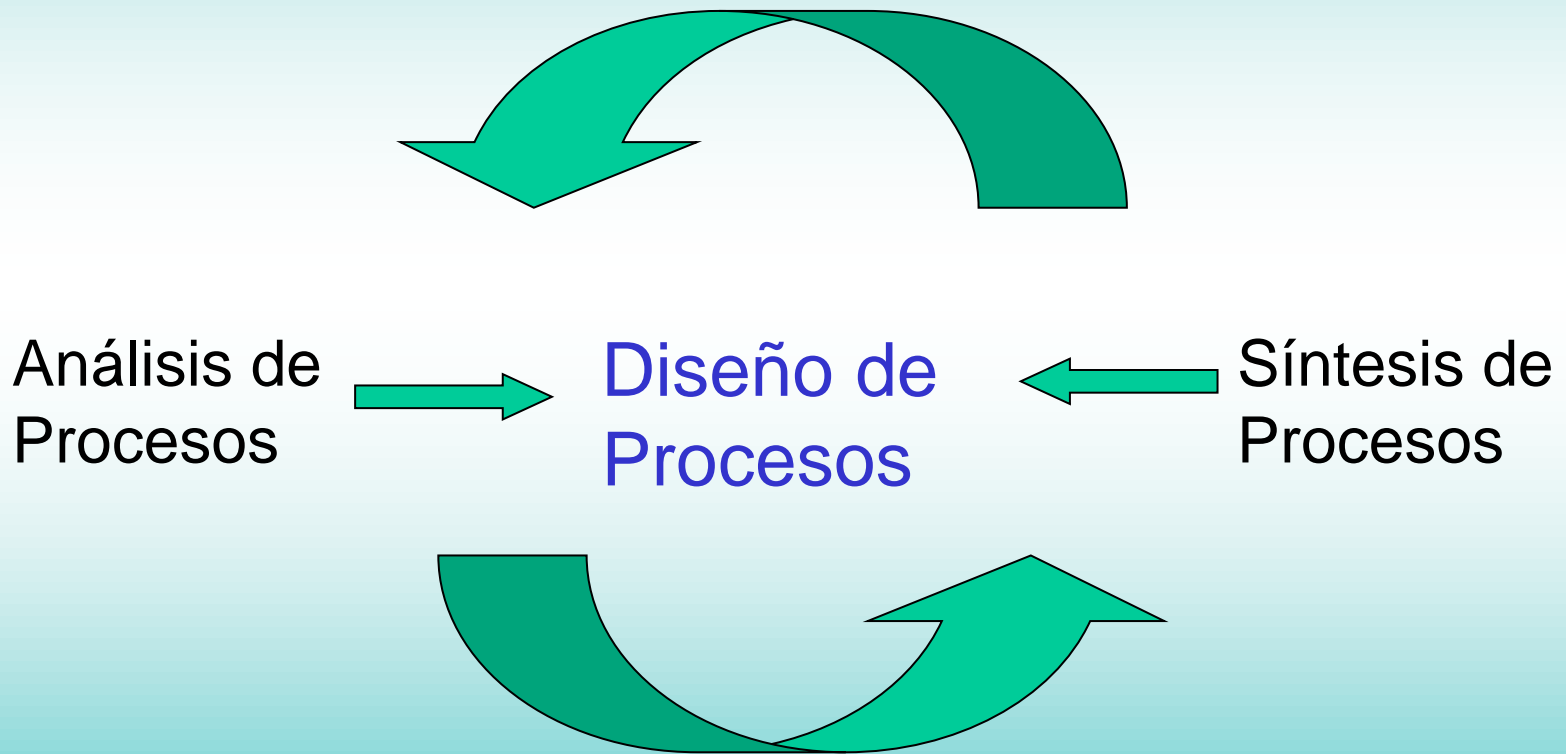 Análisis de
Procesos
Diseño de
Procesos
Síntesis de
Procesos